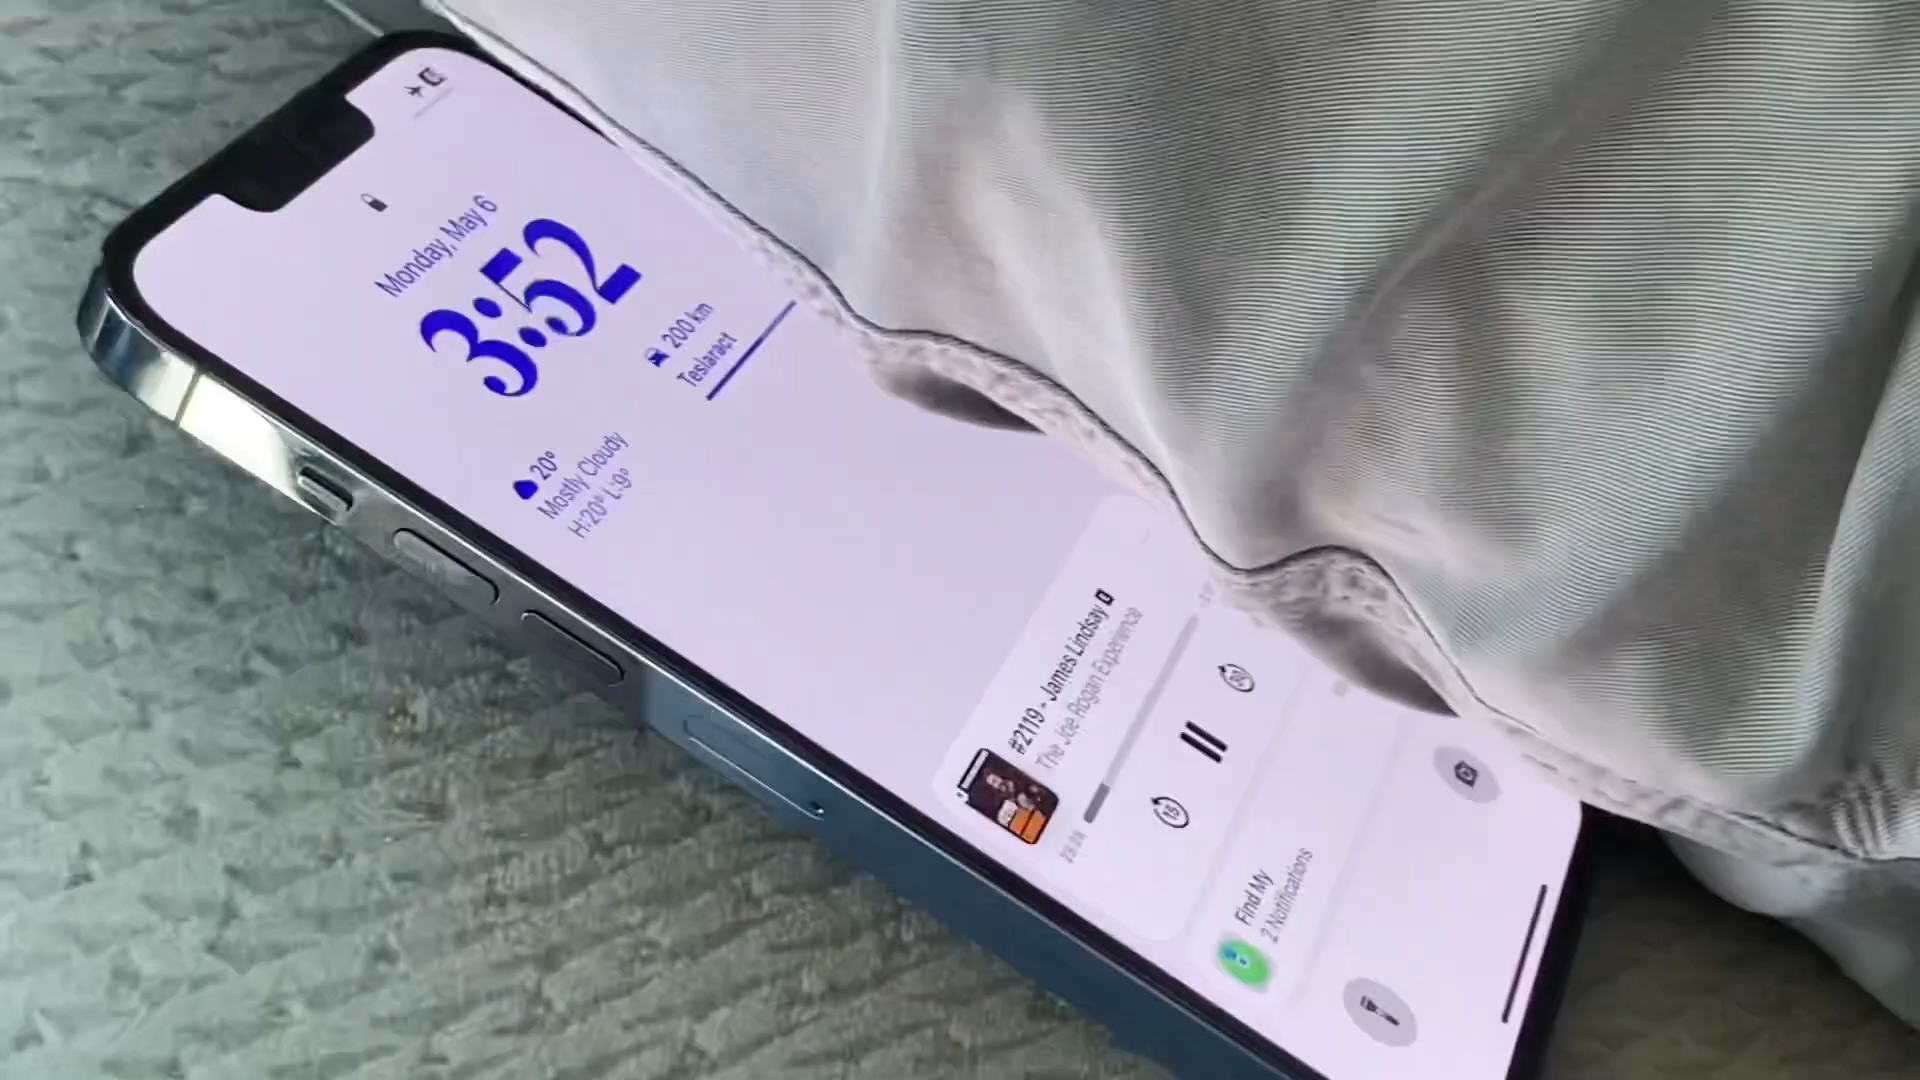 Monday, May 6
3:52
20°
Mostly Cloudy
H:20° L:9°
200 km
Teslaract
#2119 - James Lindsay
The Joe Rogan Experience
15
30
Find My
2 Notifications